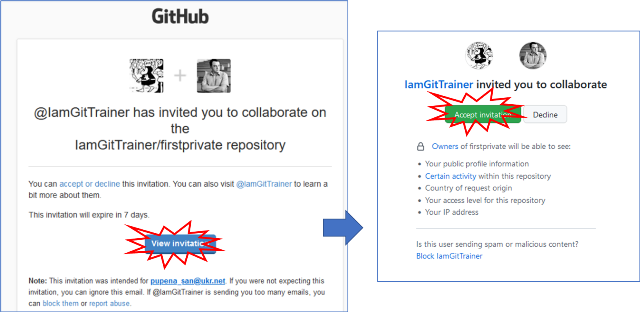 GitHub
@IamGitTrainer has invited you to collaborate on
the
IamGitTrainer/firstprivate repository
You can accept or decline this invitation. You can also visit @IamGitTrainer to learn a
bit more about them.
This invitation will expire in 7 days.
View invitation
Note: This invitation was intended for pupena_san@ukr.net. If you were not expecting this
invitation, you can ignore this email. If @IamGitTrainer is sending you too many emails, you
can block them or report abuse.
IamGitTrainer invited you to collaborate
Accept invitation
Decline
Owners of firstprivate will be able to see:
• Your public profile information
• Certain activity within this repository
• Country of request origin
• Your access level for this repository
• Your IP address
Is this user sending spam or malicious content?
Block IamGitTrainer